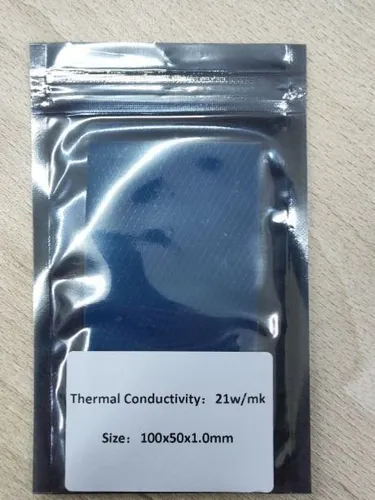 Thermal Conductivity：21w/mk
Size：100x50x1.0mm